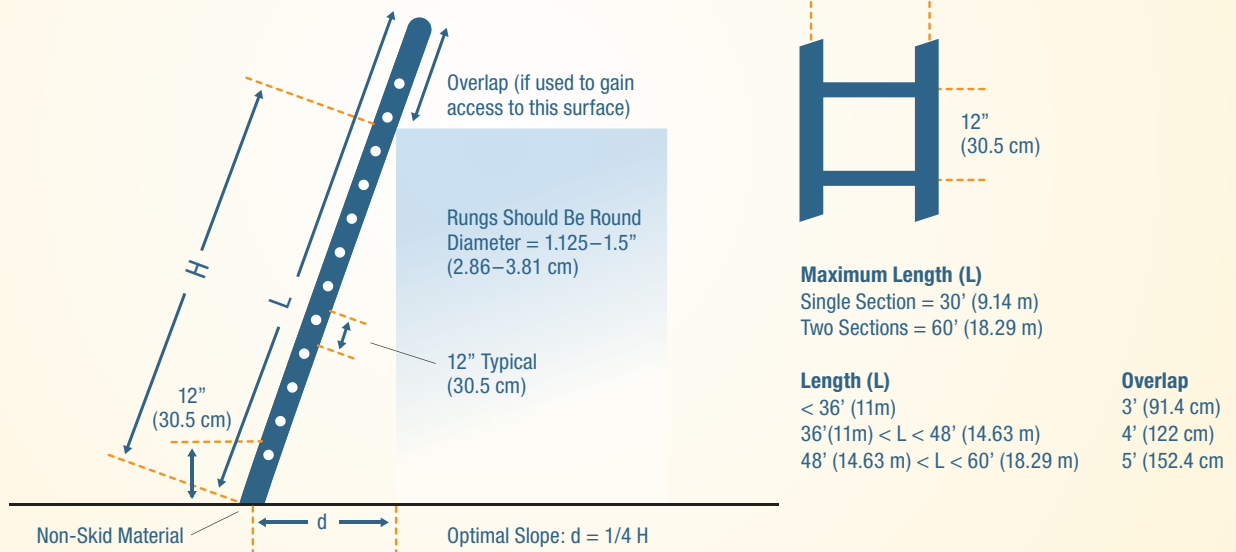 Overlap (if used to gain
access to this surface)
Rungs Should Be Round
Diameter = 1.125–1.5”
(2.86–3.81 cm)
H
L
12” Typical
(30.5 cm)
12”
(30.5 cm)
Non-Skid Material
d
Optimal Slope: d = 1/4 H
12”
(30.5 cm)
Maximum Length (L)
Single Section = 30’ (9.14 m)
Two Sections = 60’ (18.29 m)
Length (L) Overlap
< 36’ (11m) 3’ (91.4 cm)
36’(11m) < L < 48’ (14.63 m) 4’ (122 cm)
48’ (14.63 m) < L < 60’ (18.29 m) 5’ (152.4 cm